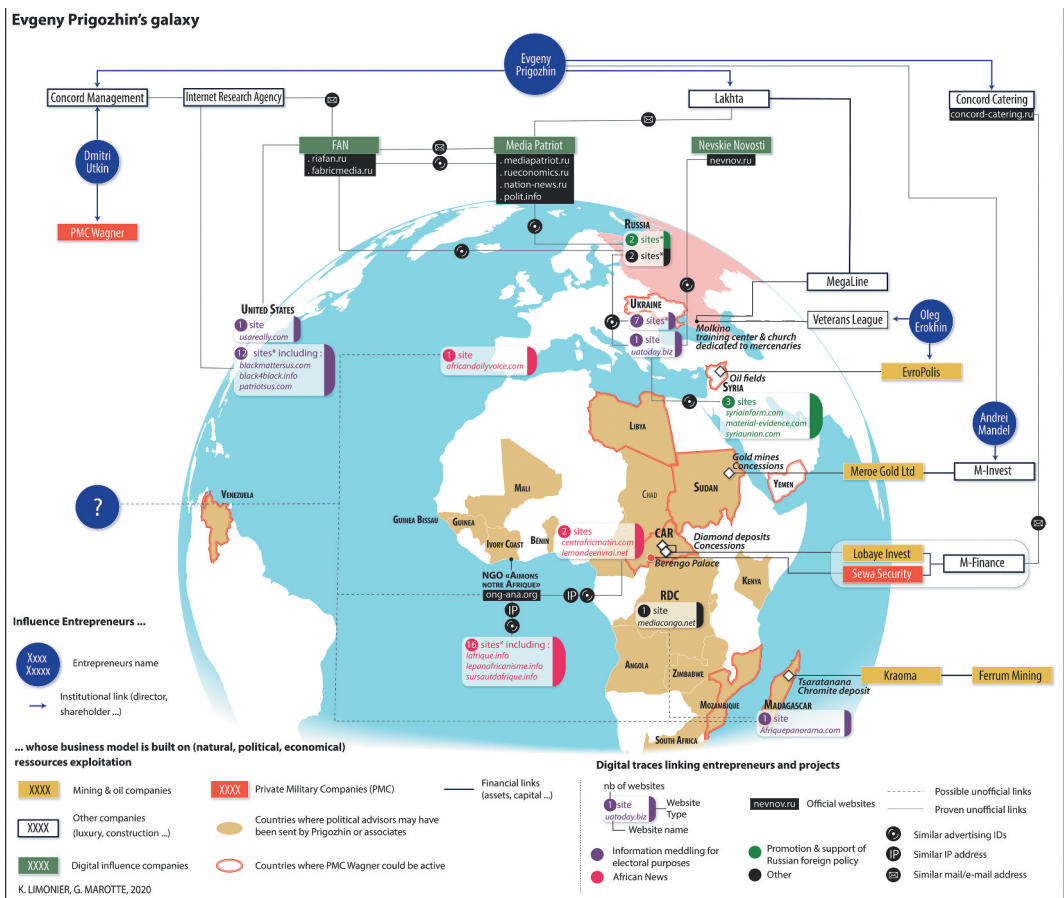 Evgeny Prigozhin's galaxy
Evgeny
Prigozhin
Concord Management
Internet Research Agency
Lakhta
Concord Catering
concord-catering.ru
Dmitri
Utkin
FAN
. riafan.ru
. fabricmedia.ru
Media Patriot
. mediapatriot.ru
. rueconomics.ru
. nation-news.ru
. polit.info
Nevskie Novosti
nevnov.ru
PMC Wagner
RUSSIA
2 sites*
2 sites*
MegaLine
UNITED STATES
1 site
usareally.com
12 sites* including :
blackmattersus.com
black4black.info
patriotsus.com
UKRAINE
7 sites*
1 site
uatoday.biz
Molkino
training center & church
dedicated to mercenaries
Veterans League
Oleg
Erokhin
1 site
africandailyvoice.com
Oil fields
SYRIA
EvroPolis
3 sites
syriainform.com
material-evidence.com
syriaunion.com
Andrei
Mandel
LIBYA
Gold mines
Concessions
Meroe Gold Ltd
M-Invest
MALI
CHAD
SUDAN
YEMEN
?
VENEZUELA
GUINEA BISSAU
GUINEA
IVORY COAST
BENIN
2 sites
centrafricmatin.com
lemondeenvrai.net
CAR
Diamond deposits
Concessions
Berengo Palace
Lobaye Invest
Sewa Security
M-Finance
NGO «AIMONS
NOTRE AFRIQUE»
ong-ana.org
IP
IP
KENYA
RDC
1 site
mediacongo.net
16 sites* including :
lafrique.info
lepanafricanisme.info
sursautdafrique.info
ANGOLA
ZIMBABWE
MOZAMBIQUE
SOUTH AFRICA
Tsaratanana
Chromite deposit
MADAGASCAR
1 site
Afriquepanorama.com
Kraoma
Ferrum Mining
Influence Entrepreneurs ...
Xxxx
Xxxxx
Entrepreneurs name
Institutional link (director,
shareholder ...)
... whose business model is built on (natural, political, economical)
ressources exploitation
XXXX
Mining & oil companies
XXXX
Private Military Companies (PMC)
Financial links
(assets, capital ...)
XXXX
Other companies
(luxury, construction ...)
Countries where political advisors may have
been sent by Prigozhin or associates
XXXX
Digital influence companies
Countries where PMC Wagner could be active
K. LIMONIER, G. MAROTTE, 2020
Digital traces linking entrepreneurs and projects
nb of websites
1 site
uatoday.biz
Website
Type
Website name
nevnov.ru
Official websites
Possible unofficial links
Proven unofficial links
Information meddling for
electoral purposes
African News
Promotion & support of
Russian foreign policy
Other
Similar advertising IDs
IP
Similar IP address
Similar mail/e-mail address